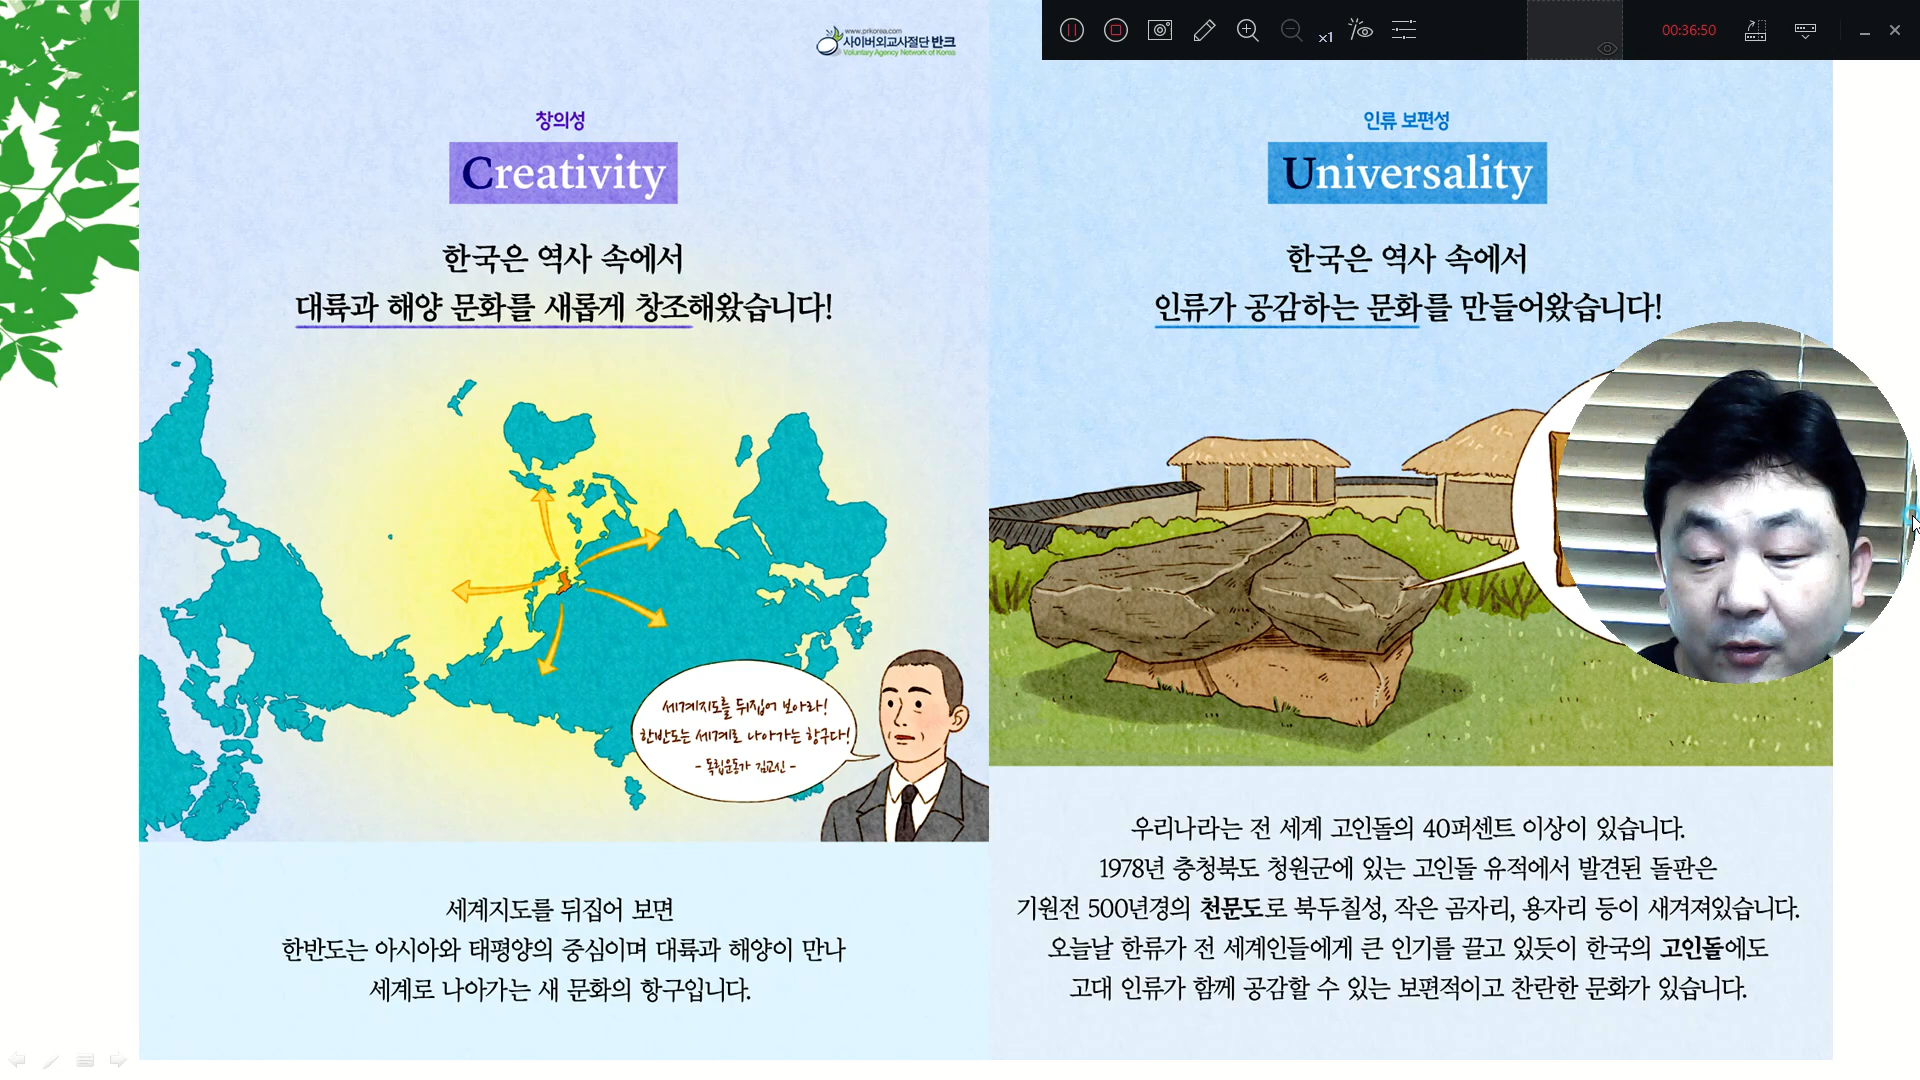 www.prkorea.com
사이버외교사절단 반크
Voluntary Agency Network of Korea
x1
00:36:50
창의성
Creativity
한국은 역사 속에서
대륙과 해양 문화를 새롭게 창조해왔습니다!
세계지도를 뒤집어 보아라!
한반도는 세계로 나아가는 항구다!
- 독립운동가 김교신 -
세계지도를 뒤집어 보면
한반도는 아시아와 태평양의 중심이며 대륙과 해양이 만나
세계로 나아가는 새 문화의 항구입니다.
인류 보편성
Universality
한국은 역사 속에서
인류가 공감하는 문화를 만들어왔습니다!
우리나라는 전 세계 고인돌의 40퍼센트 이상이 있습니다.
1978년 충청북도 청원군에 있는 고인돌 유적에서 발견된 돌판은
기원전 500년경의 천문도로 북두칠성, 작은 곰자리, 용자리 등이 새겨져있습니다.
오늘날 한류가 전 세계인들에게 큰 인기를 끌고 있듯이 한국의 고인돌에도
고대 인류가 함께 공감할 수 있는 보편적이고 찬란한 문화가 있습니다.